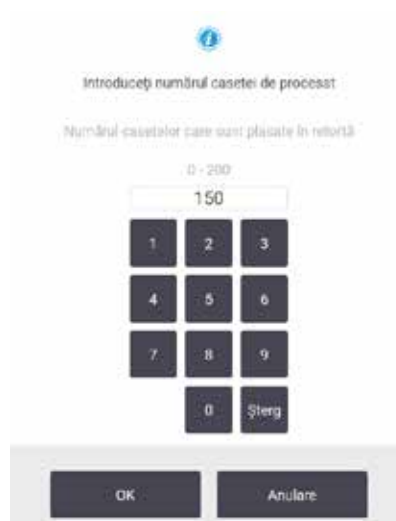 i
Introduceți numărul casetei de processt
Numărul casetelor care sunt plasate în retortă
0 - 200
150
1 2 3
4 5 6
7 8 9
0 Șterg
OK Anulare